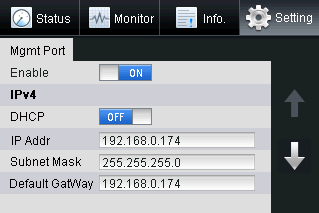 Status Monitor Info. Setting
Mgmt Port
Enable ON
IPv4
DHCP OFF
IP Addr 192.168.0.174
Subnet Mask 255.255.255.0
Default GatWay 192.168.0.174